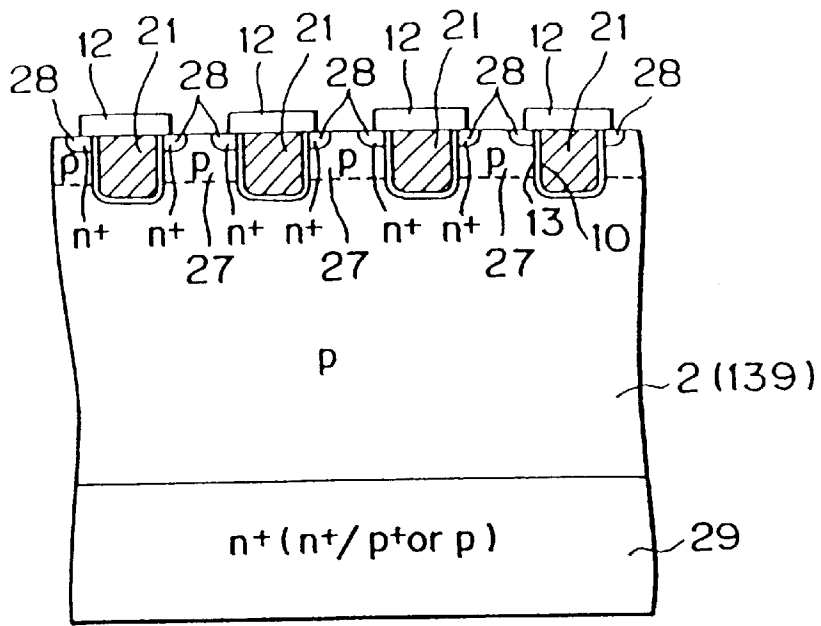 12 21 12 21 12 21 12 21
28 28 28 28 28
p p p p
n+ n+ n+ n+ n+ n+ 13 10
27 27 27
p
2 (139)
n+ (n+/p+ or p)
29